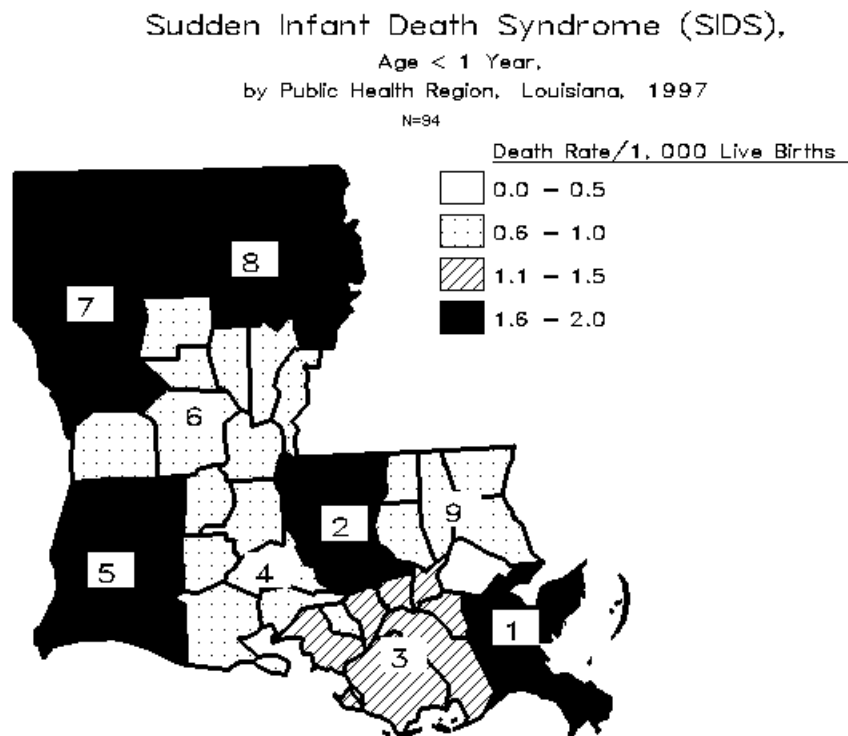 Sudden Infant Death Syndrome (SIDS),
Age < 1 Year,
by Public Health Region, Louisiana, 1997
N=94
Death Rate/1,000 Live Births
0.0 – 0.5
0.6 – 1.0
1.1 – 1.5
1.6 – 2.0
8
7
6
2
9
5
4
1
3